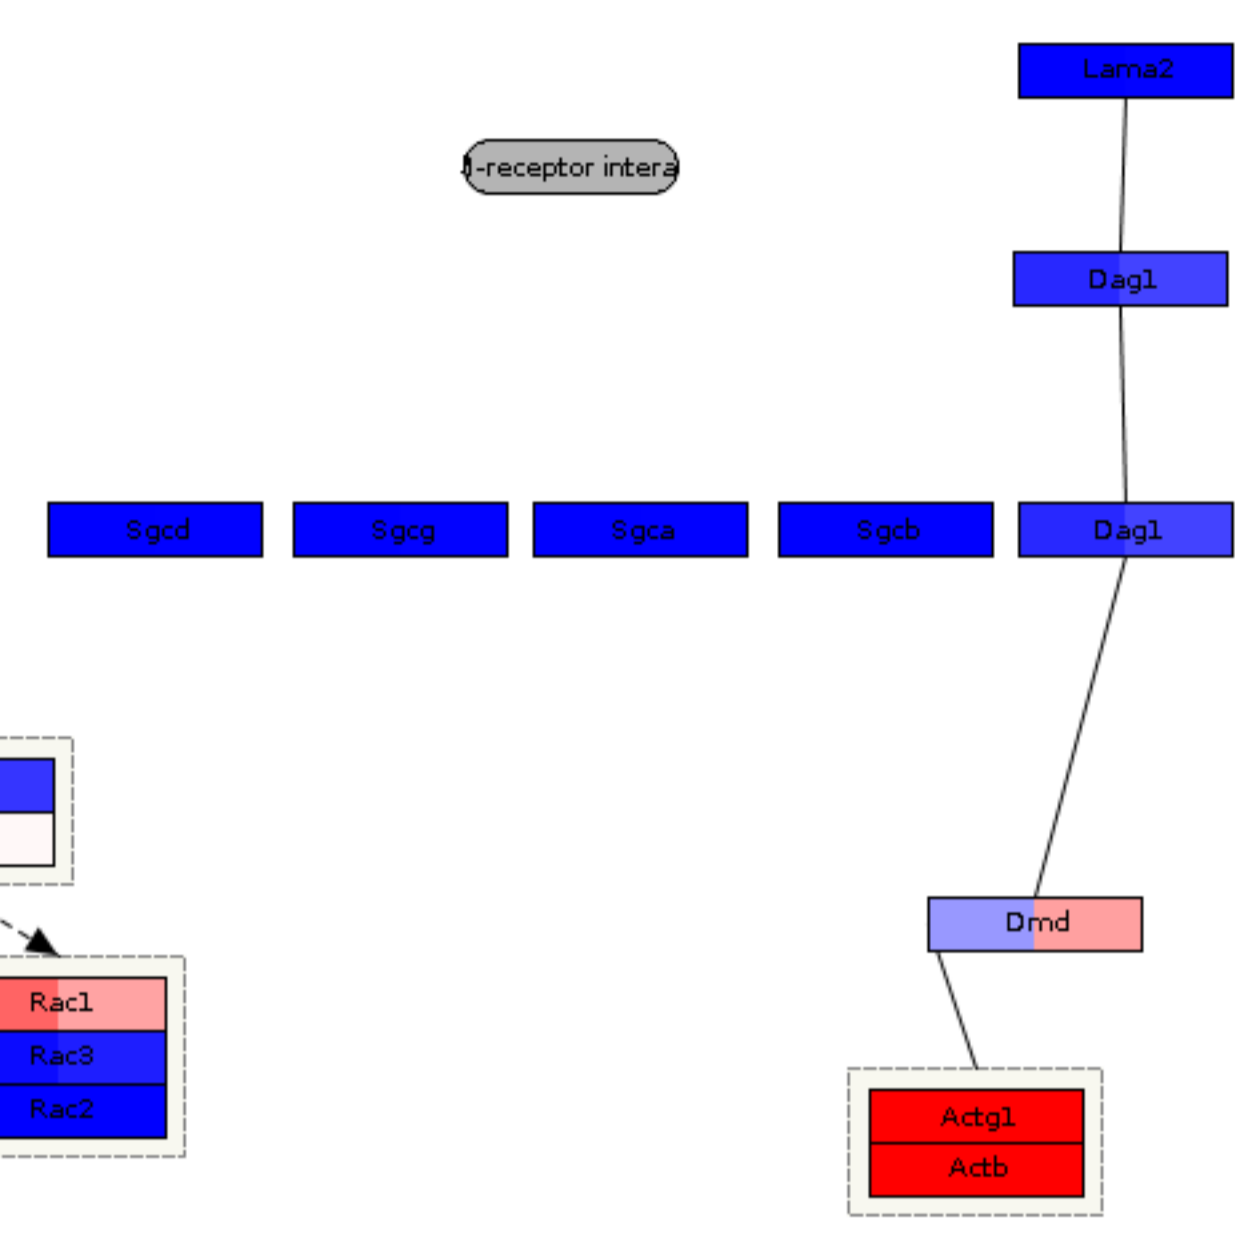 Lama2
-receptor intera
Dag1
Sgcd
Sgcg
Sgca
Sgcb
Dag1
Dmd
Rac1
Rac3
Rac2
Actg1
Actb